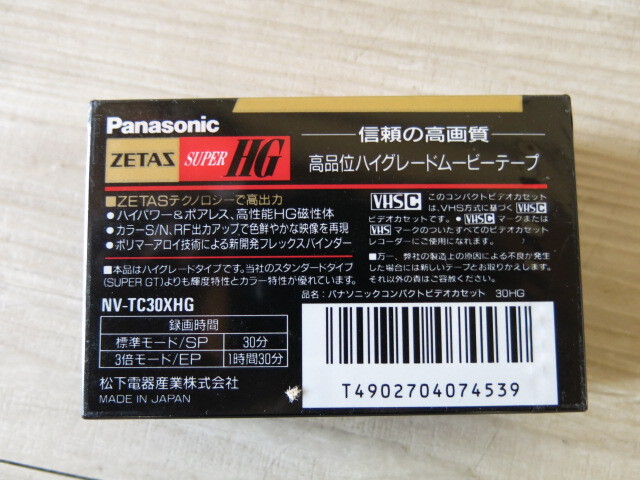 Panasonic
ZETAS SUPER HG
信頼の高画質
高品位ハイグレードムービーテープ
■ZETASテクノロジーで高出力
●ハイパワー&ポアレス、高性能HG磁性体
●カラーS/N、RF出力アップで色鮮やかな映像を再現
●ポリマーアロイ技術による新開発フレックスバインダー
■本品はハイグレードタイプです。当社のスタンダードタイプ
(SUPER GT)よりも輝度特性とカラー特性が優れています。
VHSC このコンパクトビデオカセット
は、VHS方式に基づくVHSC
ビデオカセットです。●VHSCマークまたは
VHSマークのついたすべてのビデオカセット
レコーダーにご使用になれます。
■万一、弊社の製造上の原因による不良が発生
した場合には新しいテープとお取りかえします。
それ以外の責はご容赦ください。
品名:パナソニックコンパクトビデオカセット 30HG
NV-TC30XHG
録画時間
標準モード/SP 30分
3倍モード/EP 1時間30分
松下電器産業株式会社
MADE IN JAPAN
T4902704074539